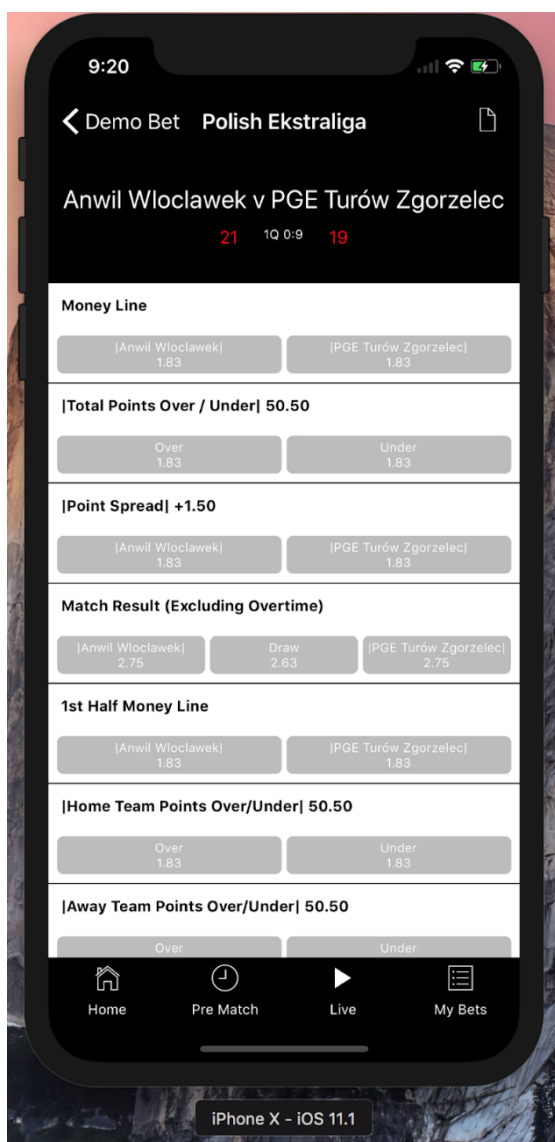 9:20
Demo Bet Polish Ekstraliga
Anwil Wloclawek v PGE Turów Zgorzelec
21 1Q 0:9 19
Money Line
|Anwil Wloclawek| |PGE Turów Zgorzelec|
1.83 1.83
|Total Points Over / Under| 50.50
Over Under
1.83 1.83
|Point Spread| +1.50
|Anwil Wloclawek| |PGE Turów Zgorzelec|
1.83 1.83
Match Result (Excluding Overtime)
|Anwil Wloclawek| Draw |PGE Turów Zgorzelec|
2.75 2.63 2.75
1st Half Money Line
|Anwil Wloclawek| |PGE Turów Zgorzelec|
1.83 1.83
|Home Team Points Over/Under| 50.50
Over Under
1.83 1.83
|Away Team Points Over/Under| 50.50
Over Under
Home Pre Match Live My Bets
iPhone X - iOS 11.1